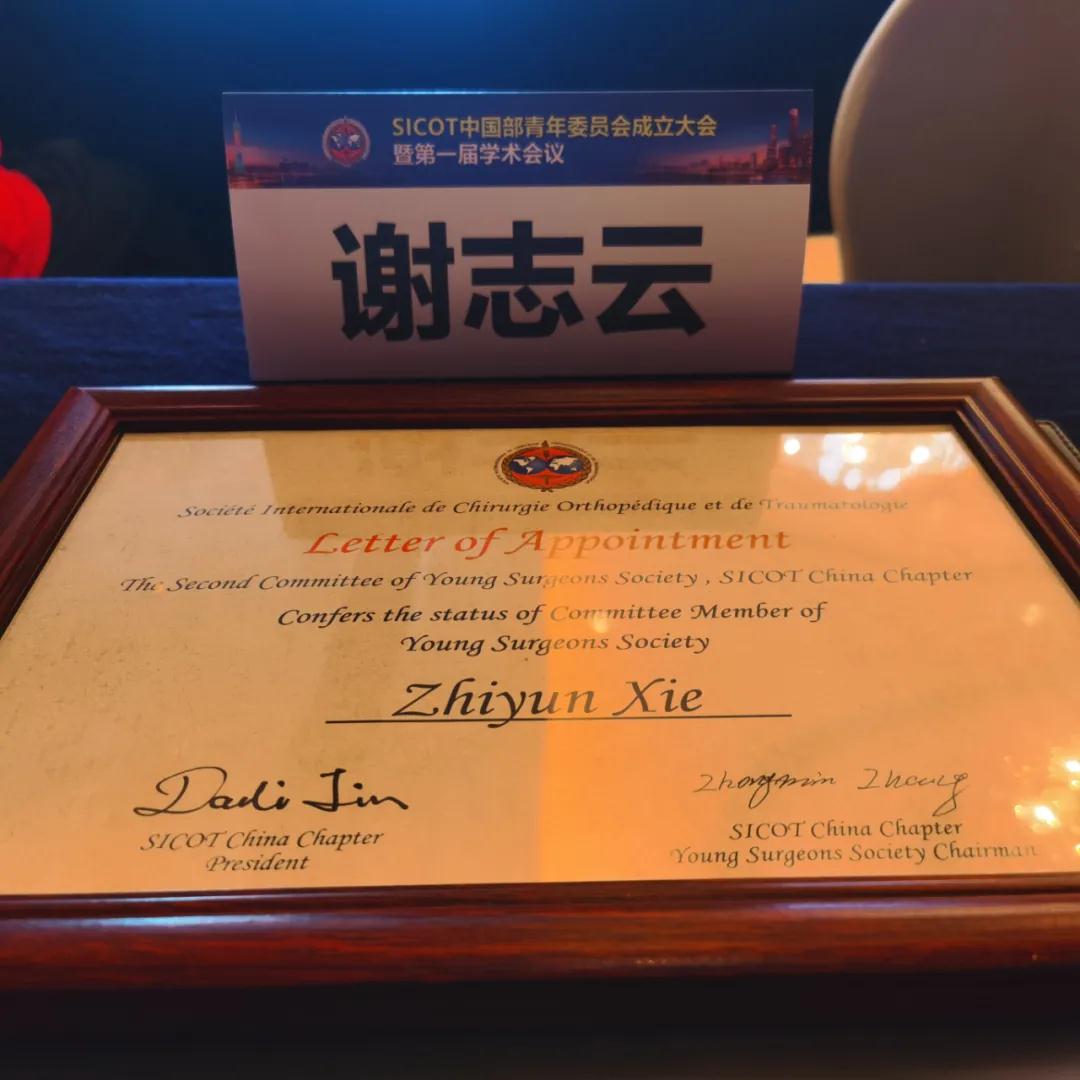 SICOT中国部青年委员会成立大会
暨第一届学术会议
谢志云
Société Internationale de Chirurgie Orthopédique et de Traumatologie
Letter of Appointment
The Second Committee of Young Surgeons Society , SICOT China Chapter
Confers the status of Committee Member of
Young Surgeons Society
Zhiyun Xie
Dadi Jin
SICOT China Chapter
President
Zhongmin Zhang
SICOT China Chapter
Young Surgeons Society Chairman